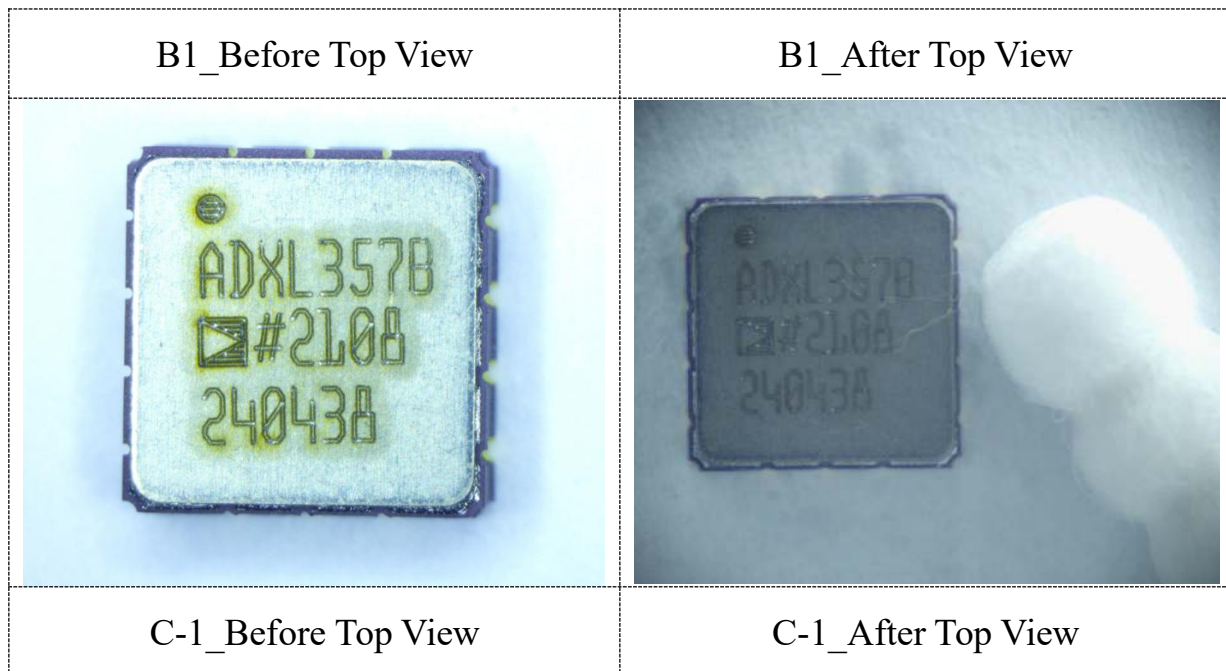 B1_Before Top View
B1_After Top View
ADXL357B
#2108
240438
ADXL357B
#2108
240438
C-1_Before Top View
C-1_After Top View